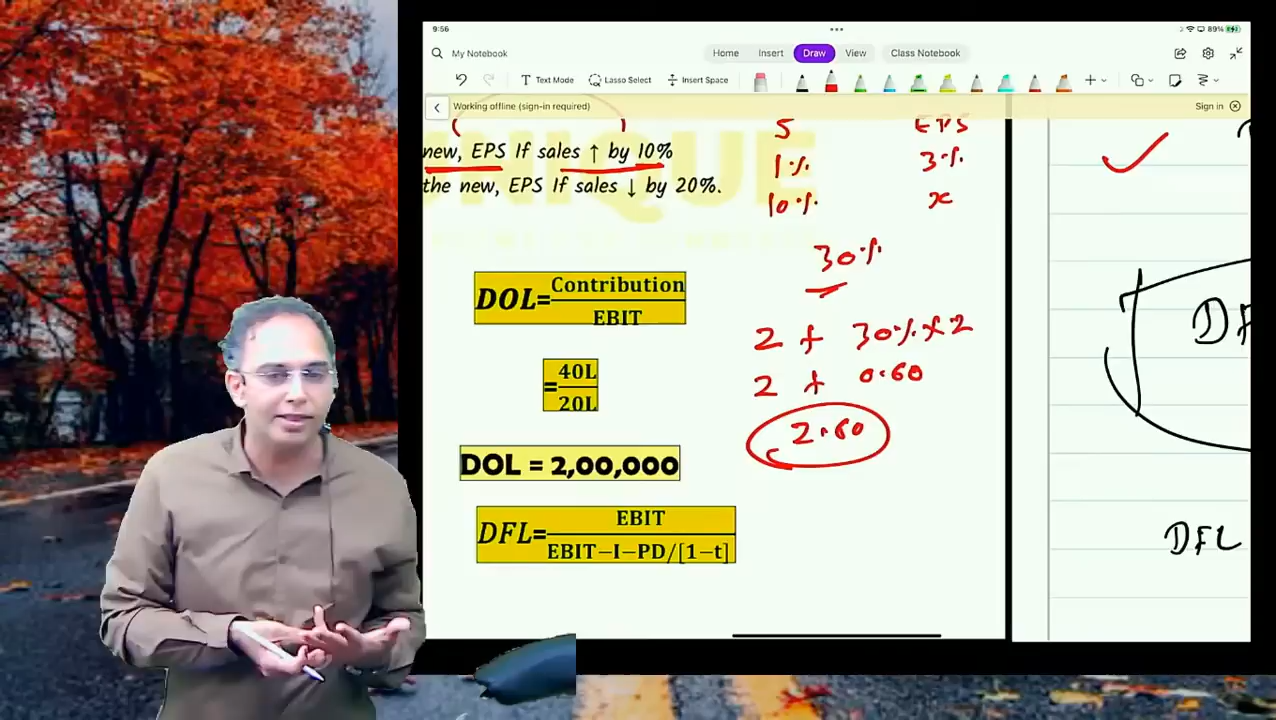 9:56
89%
My Notebook
Home Insert Draw View Class Notebook
Text Mode Lasso Select Insert Space
Working offline (sign-in required)
Sign in
S EPS
new, EPS If sales ↑ by 10%
1% 3%
the new, EPS If sales ↓ by 20%.
10% x
30%
DOL=Contribution
EBIT
2 + 30% x 2
=40L
20L
2 + 0.60
2.60
DOL = 2,00,000
DFL= EBIT
EBIT−I−PD/[1−t]
DFL